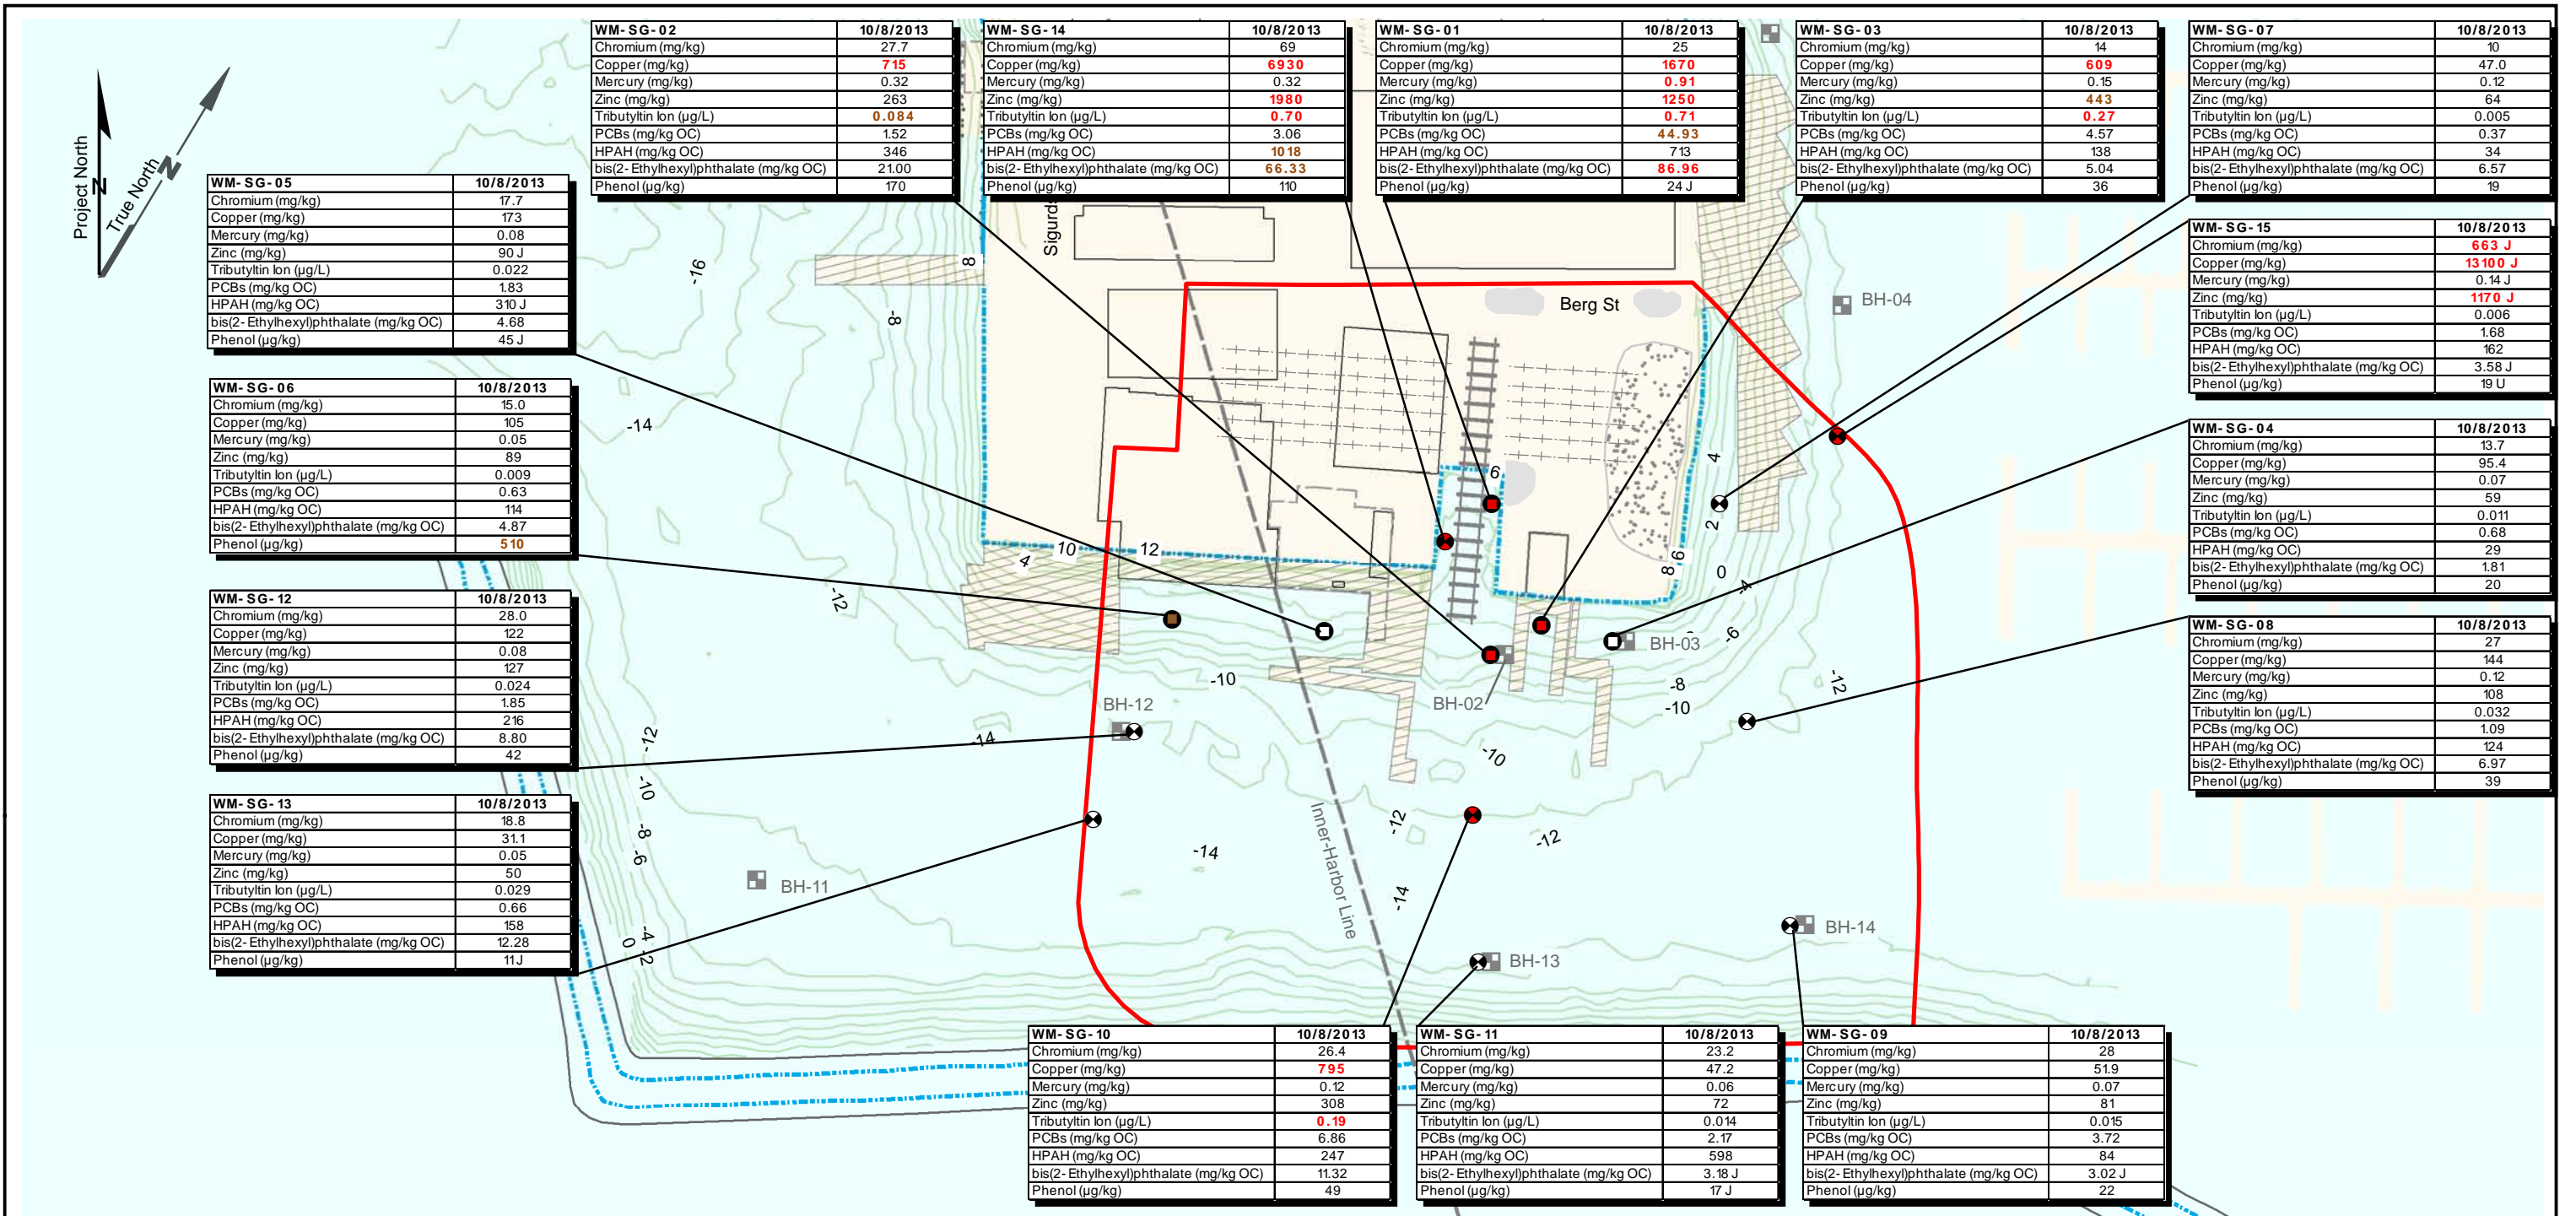 WM-SG-02 10/8/2013
Chromium (mg/kg) 27.7
Copper (mg/kg) 715
Mercury (mg/kg) 0.32
Zinc (mg/kg) 263
Tributyltin Ion (µg/L) 0.084
PCBs (mg/kg OC) 1.52
HPAH (mg/kg OC) 346
bis(2-Ethylhexyl)phthalate (mg/kg OC) 21.00
Phenol (µg/kg) 170
WM-SG-14 10/8/2013
Chromium (mg/kg) 69
Copper (mg/kg) 6930
Mercury (mg/kg) 0.32
Zinc (mg/kg) 1980
Tributyltin Ion (µg/L) 0.70
PCBs (mg/kg OC) 3.06
HPAH (mg/kg OC) 1018
bis(2-Ethylhexyl)phthalate (mg/kg OC) 66.33
Phenol (µg/kg) 110
WM-SG-01 10/8/2013
Chromium (mg/kg) 25
Copper (mg/kg) 1670
Mercury (mg/kg) 0.91
Zinc (mg/kg) 1250
Tributyltin Ion (µg/L) 0.71
PCBs (mg/kg OC) 44.93
HPAH (mg/kg OC) 713
bis(2-Ethylhexyl)phthalate (mg/kg OC) 86.96
Phenol (µg/kg) 24 J
WM-SG-03 10/8/2013
Chromium (mg/kg) 14
Copper (mg/kg) 609
Mercury (mg/kg) 0.15
Zinc (mg/kg) 443
Tributyltin Ion (µg/L) 0.27
PCBs (mg/kg OC) 4.57
HPAH (mg/kg OC) 138
bis(2-Ethylhexyl)phthalate (mg/kg OC) 5.04
Phenol (µg/kg) 36
WM-SG-07 10/8/2013
Chromium (mg/kg) 10
Copper (mg/kg) 47.0
Mercury (mg/kg) 0.12
Zinc (mg/kg) 64
Tributyltin Ion (µg/L) 0.005
PCBs (mg/kg OC) 0.37
HPAH (mg/kg OC) 34
bis(2-Ethylhexyl)phthalate (mg/kg OC) 6.57
Phenol (µg/kg) 19
Project North
N
True North
N
WM-SG-05 10/8/2013
Chromium (mg/kg) 17.7
Copper (mg/kg) 173
Mercury (mg/kg) 0.08
Zinc (mg/kg) 90 J
Tributyltin Ion (µg/L) 0.022
PCBs (mg/kg OC) 1.83
HPAH (mg/kg OC) 310 J
bis(2-Ethylhexyl)phthalate (mg/kg OC) 4.68
Phenol (µg/kg) 45 J
WM-SG-15 10/8/2013
Chromium (mg/kg) 663 J
Copper (mg/kg) 13100 J
Mercury (mg/kg) 0.14 J
Zinc (mg/kg) 1170 J
Tributyltin Ion (µg/L) 0.006
PCBs (mg/kg OC) 1.68
HPAH (mg/kg OC) 162
bis(2-Ethylhexyl)phthalate (mg/kg OC) 3.58 J
Phenol (µg/kg) 19 U
Sigurds
8
-16
-8
Berg St
BH-04
WM-SG-06 10/8/2013
Chromium (mg/kg) 15.0
Copper (mg/kg) 105
Mercury (mg/kg) 0.05
Zinc (mg/kg) 89
Tributyltin Ion (µg/L) 0.009
PCBs (mg/kg OC) 0.63
HPAH (mg/kg OC) 114
bis(2-Ethylhexyl)phthalate (mg/kg OC) 4.87
Phenol (µg/kg) 510
-14
WM-SG-04 10/8/2013
Chromium (mg/kg) 13.7
Copper (mg/kg) 95.4
Mercury (mg/kg) 0.07
Zinc (mg/kg) 59
Tributyltin Ion (µg/L) 0.011
PCBs (mg/kg OC) 0.68
HPAH (mg/kg OC) 29
bis(2-Ethylhexyl)phthalate (mg/kg OC) 1.81
Phenol (µg/kg) 20
6
4
2
4
10
12
8
6
0
-4
-12
WM-SG-12 10/8/2013
Chromium (mg/kg) 28.0
Copper (mg/kg) 122
Mercury (mg/kg) 0.08
Zinc (mg/kg) 127
Tributyltin Ion (µg/L) 0.024
PCBs (mg/kg OC) 1.85
HPAH (mg/kg OC) 216
bis(2-Ethylhexyl)phthalate (mg/kg OC) 8.80
Phenol (µg/kg) 42
WM-SG-08 10/8/2013
Chromium (mg/kg) 27
Copper (mg/kg) 144
Mercury (mg/kg) 0.12
Zinc (mg/kg) 108
Tributyltin Ion (µg/L) 0.032
PCBs (mg/kg OC) 1.09
HPAH (mg/kg OC) 124
bis(2-Ethylhexyl)phthalate (mg/kg OC) 6.97
Phenol (µg/kg) 39
BH-03
-6
-10
-8
-12
BH-12
BH-02
-10
-12
-14
-10
WM-SG-13 10/8/2013
Chromium (mg/kg) 18.8
Copper (mg/kg) 31.1
Mercury (mg/kg) 0.05
Zinc (mg/kg) 50
Tributyltin Ion (µg/L) 0.029
PCBs (mg/kg OC) 0.66
HPAH (mg/kg OC) 158
bis(2-Ethylhexyl)phthalate (mg/kg OC) 12.28
Phenol (µg/kg) 11 J
-10
-8
-6
-4
0
2
-12
-12
-14
Inner-Harbor Line
BH-11
-14
BH-14
BH-13
WM-SG-10 10/8/2013
Chromium (mg/kg) 26.4
Copper (mg/kg) 795
Mercury (mg/kg) 0.12
Zinc (mg/kg) 308
Tributyltin Ion (µg/L) 0.19
PCBs (mg/kg OC) 6.86
HPAH (mg/kg OC) 247
bis(2-Ethylhexyl)phthalate (mg/kg OC) 11.32
Phenol (µg/kg) 49
WM-SG-11 10/8/2013
Chromium (mg/kg) 23.2
Copper (mg/kg) 47.2
Mercury (mg/kg) 0.06
Zinc (mg/kg) 72
Tributyltin Ion (µg/L) 0.014
PCBs (mg/kg OC) 2.17
HPAH (mg/kg OC) 598
bis(2-Ethylhexyl)phthalate (mg/kg OC) 3.18 J
Phenol (µg/kg) 17 J
WM-SG-09 10/8/2013
Chromium (mg/kg) 28
Copper (mg/kg) 51.9
Mercury (mg/kg) 0.07
Zinc (mg/kg) 81
Tributyltin Ion (µg/L) 0.015
PCBs (mg/kg OC) 3.72
HPAH (mg/kg OC) 84
bis(2-Ethylhexyl)phthalate (mg/kg OC) 3.02 J
Phenol (µg/kg) 22